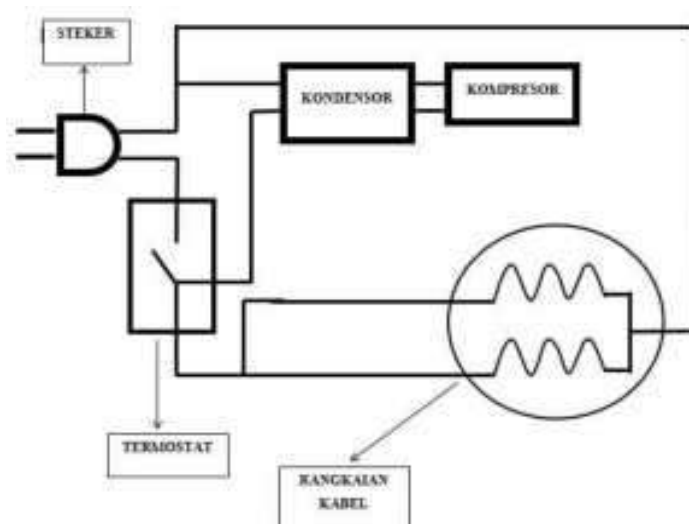 STEKER
KONDENSOR
KOMPRESOR
TERMOSTAT
RANGKAIAN
KABEL